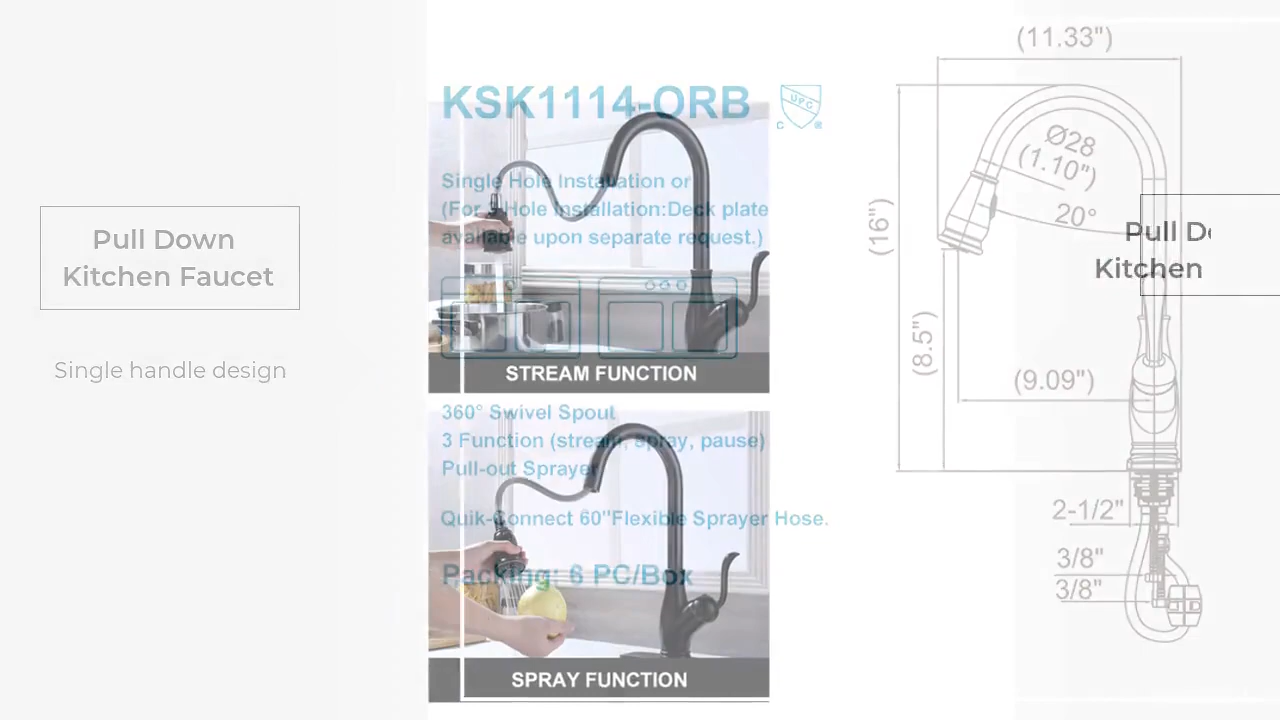 Pull Down
Kitchen Faucet
Single handle design
KSK1114-ORB
UPC
C
®
Single Hole Installation or
(For Hole Installation:Deck plate
available upon separate request.)
STREAM FUNCTION
360° Swivel Spout
3 Function (stream, spray, pause)
Pull-out Sprayer
Quik-Connect 60"Flexible Sprayer Hose.
Packing: 6 PC/Box
SPRAY FUNCTION
(11.33")
Ø28
(1.10")
20°
(16")
(8.5")
(9.09")
2-1/2"
3/8"
3/8"
Pull D
Kitchen